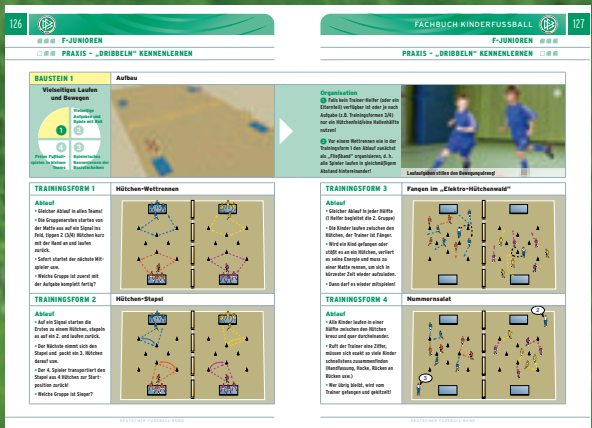 126
F-JUNIOREN
PRAXIS – „DRIBBELN“ KENNENLERNEN
FACHBUCH KINDERFUSSBALL
127
F-JUNIOREN
PRAXIS – „DRIBBELN“ KENNENLERNEN
BAUSTEIN 1
Aufbau
Vielseitiges Laufen
und Bewegen
Vielseitige
Aufgaben und
Spiele mit Ball
1
2
4
3
Freies Fußball-
spielen in kleinen
Teams
Spielerisches
Kennenlernen der
Basistechniken
Organisation
1 Falls kein Trainer-Helfer (oder ein
Elternteil) verfügbar ist oder je nach
Aufgabe (z.B. Trainingsformen 3/4)
nur ein Hütchenfeld/eine Hallenhälfte
nutzen!
2 Vor einem Wettrennen wie in der
Trainingsform 1 den Ablauf zunächst
als „Fließband“ organisieren, d. h.
alle Spieler laufen in gleichmäßigem
Abstand hintereinander!
Laufaufgaben stillen den Bewegungsdrang!
TRAININGSFORM 1
Hütchen-Wettrennen
Ablauf
• Gleicher Ablauf in allen Teams!
• Die Gruppenersten starten von
der Matte aus auf ein Signal ins
Feld, tippen 2 (3/4) Hütchen kurz
mit der Hand an und laufen
zurück.
• Sofort startet der nächste Mit-
spieler usw.
• Welche Gruppe ist zuerst mit
der Aufgabe komplett fertig?
TRAININGSFORM 2
Hütchen-Stapel
Ablauf
• Auf ein Signal starten die
Ersten zu einem Hütchen, stapeln
es auf ein 2. und laufen zurück.
• Der Nächste nimmt sich den
Stapel und packt ein 3. Hütchen
darauf usw.
• Der 4. Spieler transportiert den
Stapel aus 4 Hütchen zur Start-
position zurück!
• Welche Gruppe ist Sieger?
TRAININGSFORM 3
Fangen im „Elektro-Hütchenwald“
Ablauf
• Gleicher Ablauf in jeder Hälfte
(1 Helfer begleitet die 2. Gruppe)
• Die Kinder laufen zwischen den
Hütchen, der Trainer ist Fänger.
• Wird ein Kind gefangen oder
stößt es an ein Hütchen, verliert
es seine Energie und muss zu
einer Matte rennen, um sich in
kürzester Zeit wieder aufzuladen.
• Dann darf es wieder mitspielen!
TRAININGSFORM 4
Nummernsalat
Ablauf
• Alle Kinder laufen in einer
Hälfte zwischen den Hütchen
kreuz und quer durcheinander.
• Ruft der Trainer eine Ziffer,
müssen sich exakt so viele Kinder
schnellstens zusammenfinden
(Handfassung, Hocke, Rücken an
Rücken usw.)
• Wer übrig bleibt, wird vom
Trainer gefangen und gekitzelt!
2
3
DEUTSCHER FUSSBALL-BUND
DEUTSCHER FUSSBALL-BUND